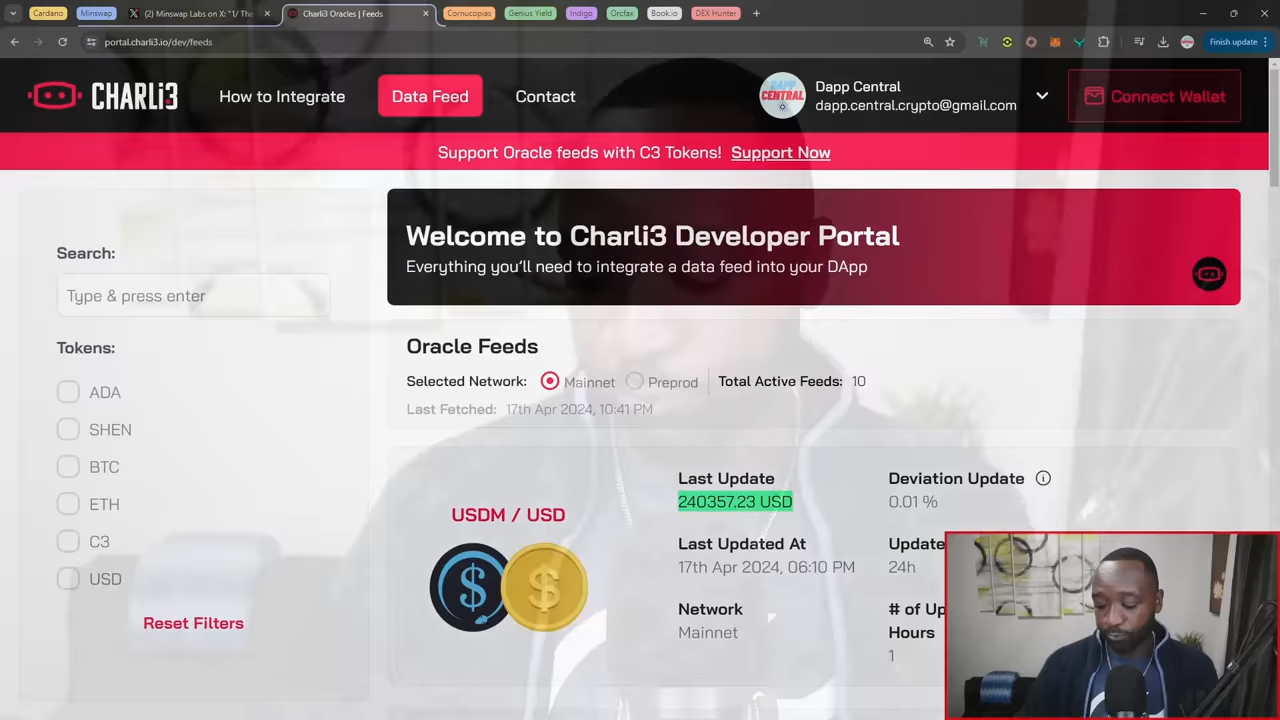 Cardano
Minswap
(2) Minswap Labs on X: "1/ The
Charli3 Oracles | Feeds
Cornucopias
Genius Yield
Indigo
Orcfax
Book.io
DEX Hunter
portal.charli3.io/dev/feeds
Finish update
CHARLi3
How to Integrate
Data Feed
Contact
DAPP CENTRAL
Dapp Central
dapp.central.crypto@gmail.com
Connect Wallet
Support Oracle feeds with C3 Tokens! Support Now
Search:
Type & press enter
Tokens:
ADA
SHEN
BTC
ETH
C3
USD
Reset Filters
Welcome to Charli3 Developer Portal
Everything you'll need to integrate a data feed into your DApp
Oracle Feeds
Selected Network: Mainnet Preprod Total Active Feeds: 10
Last Fetched: 17th Apr 2024, 10:41 PM
USDM / USD
Last Update
240357.23 USD
Last Updated At
17th Apr 2024, 06:10 PM
Network
Mainnet
Deviation Update
0.01 %
Update
24h
# of Up
Hours
1